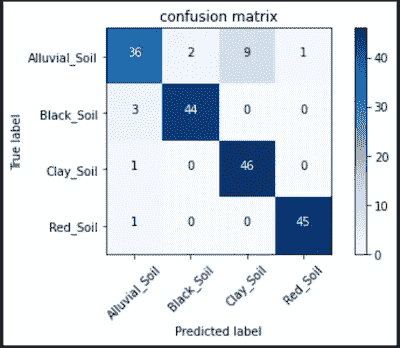 confusion matrix
Alluvial_Soil 36 2 9 1
Black_Soil 3 44 0 0
Clay_Soil 1 0 46 0
Red_Soil 1 0 0 45
True label
Alluvial_Soil Black_Soil Clay_Soil Red_Soil
Predicted label
40
30
20
10
0